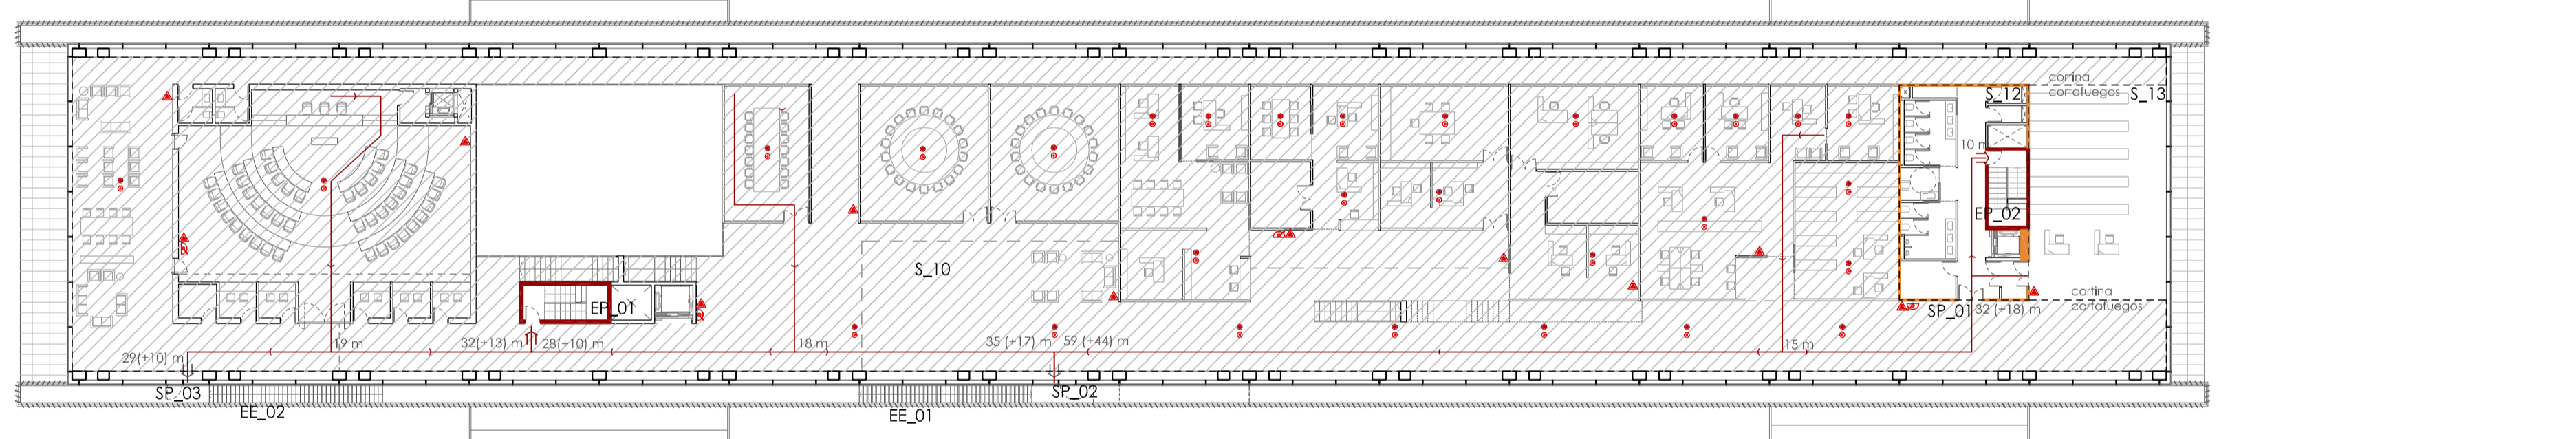 cortina
cortafuegos
S_12
S_13
10 m
EP_02
S_10
EP_01
cortina
cortafuegos
SP_01
32 (+18) m
29(+10) m
19 m
32(+13) m
28(+10) m
18 m
35 (+17) m
59 (+44) m
15 m
SP_03
EE_02
SP_02
EE_01